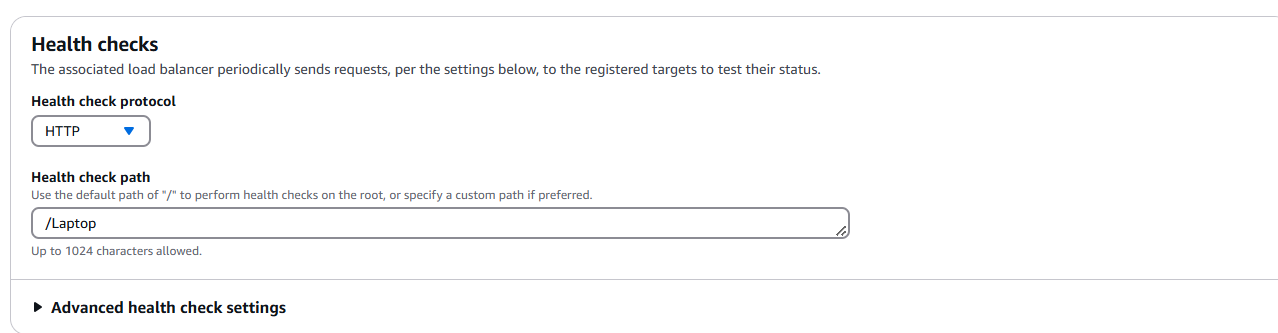 Health checks
The associated load balancer periodically sends requests, per the settings below, to the registered targets to test their status.
Health check protocol
HTTP
Health check path
Use the default path of "/" to perform health checks on the root, or specify a custom path if preferred.
/Laptop
Up to 1024 characters allowed.
Advanced health check settings